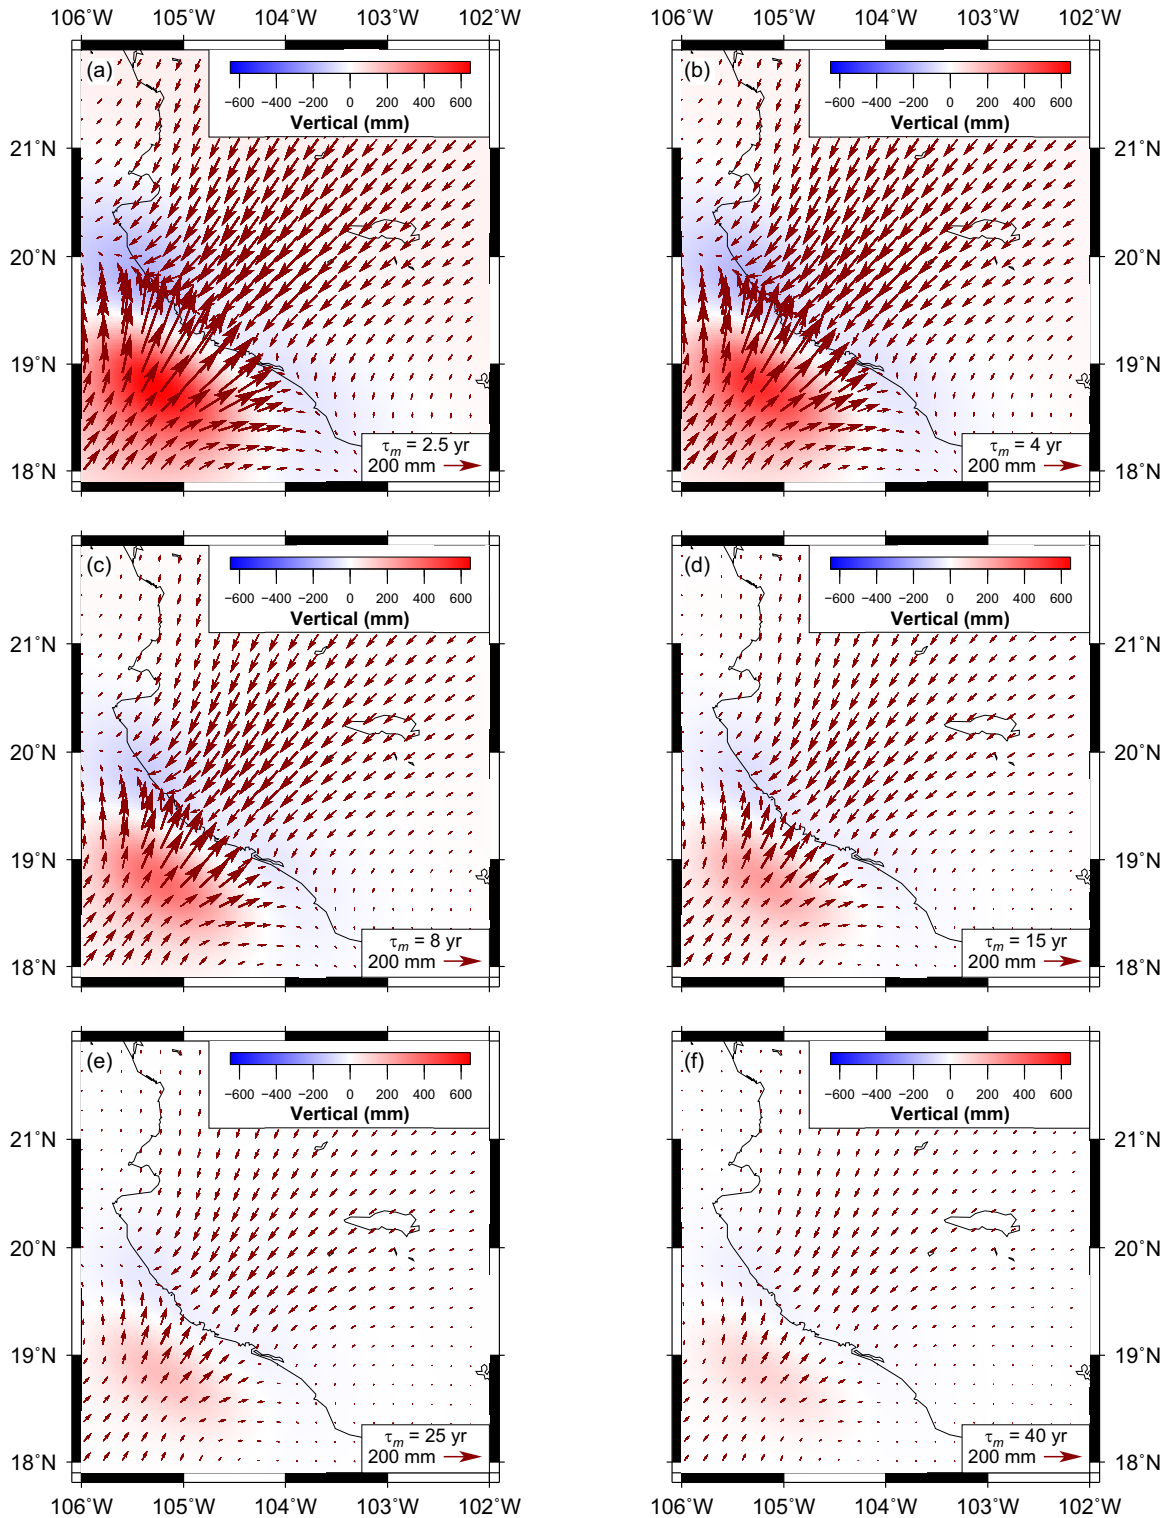 106˚W 105˚W 104˚W 103˚W 102˚W 106˚W 105˚W 104˚W 103˚W 102˚W
(a) (b)
−600 −400 −200 0 200 400 600 −600 −400 −200 0 200 400 600
Vertical (mm) Vertical (mm)
21˚N 21˚N
20˚N 20˚N
19˚N 19˚N
τm = 2.5 yr τm = 4 yr
200 mm 200 mm
18˚N 18˚N
(c) (d)
−600 −400 −200 0 200 400 600 −600 −400 −200 0 200 400 600
Vertical (mm) Vertical (mm)
21˚N 21˚N
20˚N 20˚N
19˚N 19˚N
τm = 8 yr τm = 15 yr
200 mm 200 mm
18˚N 18˚N
(e) (f)
−600 −400 −200 0 200 400 600 −600 −400 −200 0 200 400 600
Vertical (mm) Vertical (mm)
21˚N 21˚N
20˚N 20˚N
19˚N 19˚N
τm = 25 yr τm = 40 yr
200 mm 200 mm
18˚N 18˚N
106˚W 105˚W 104˚W 103˚W 102˚W 106˚W 105˚W 104˚W 103˚W 102˚W